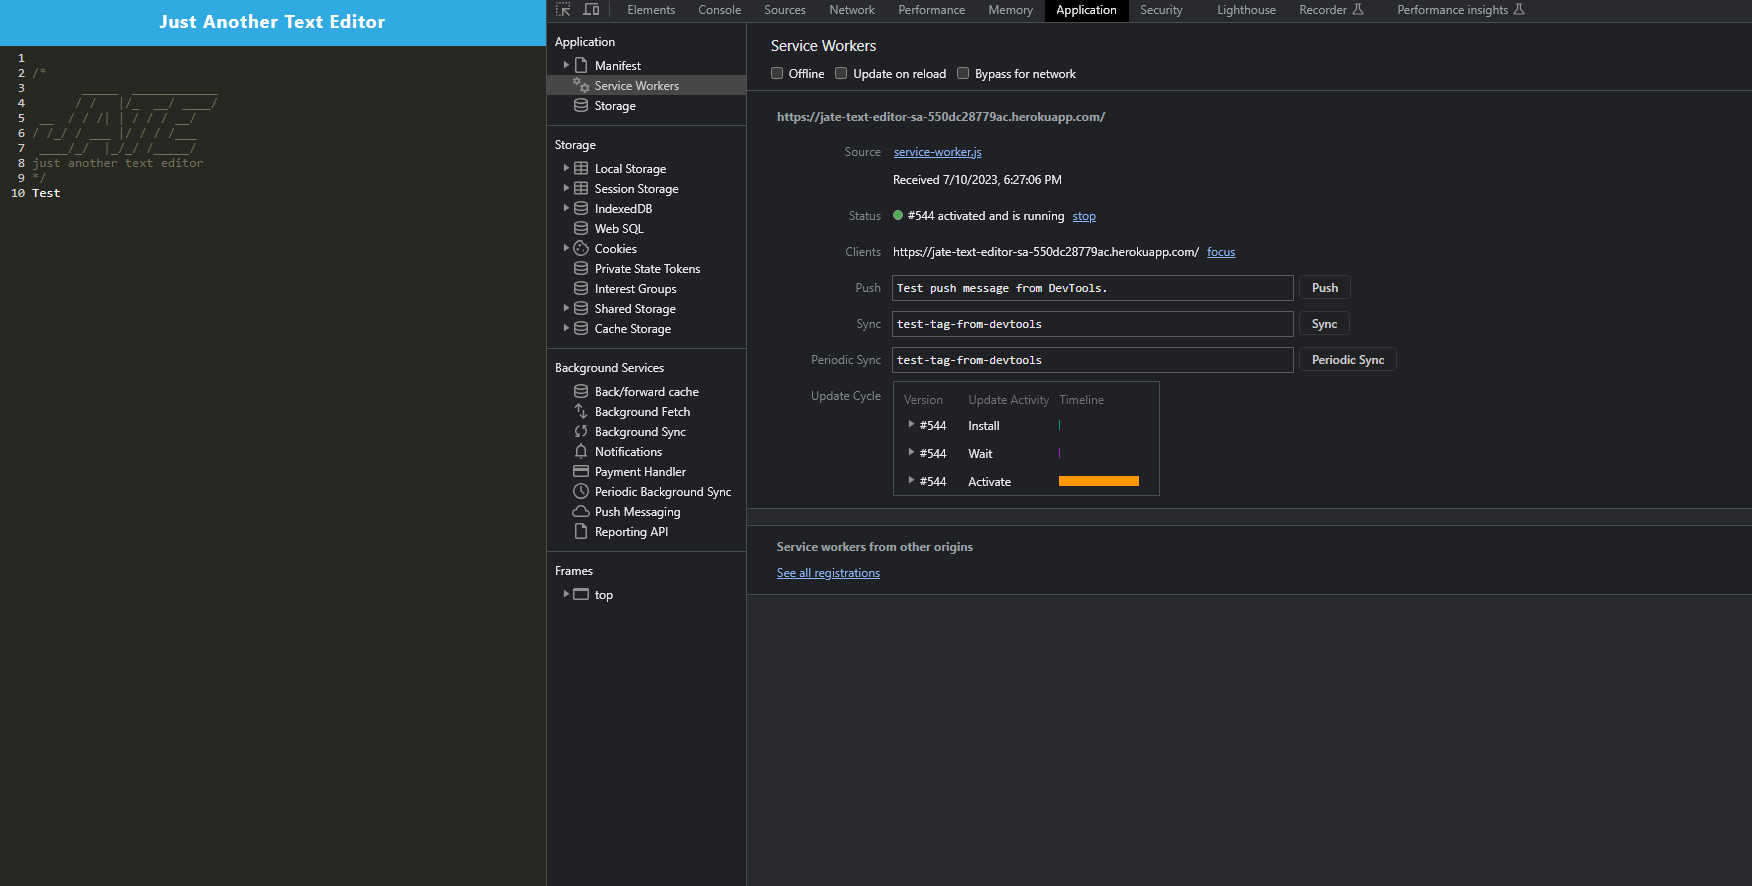 Just Another Text Editor
1
2 /*
3        _____  ____________
4       / /   |/_  __/ ____/
5  __  / / /| | / / / __/
6 / /_/ / ___ |/ / / /___
7  ____/_/  |_/_/ /_____/
8 just another text editor
9 */
10 Test
Elements Console Sources Network Performance Memory Application Security Lighthouse Recorder Performance insights
Application
Manifest
Service Workers
Storage
Storage
Local Storage
Session Storage
IndexedDB
Web SQL
Cookies
Private State Tokens
Interest Groups
Shared Storage
Cache Storage
Background Services
Back/forward cache
Background Fetch
Background Sync
Notifications
Payment Handler
Periodic Background Sync
Push Messaging
Reporting API
Frames
top
Service Workers
Offline Update on reload Bypass for network
https://jate-text-editor-sa-550dc28779ac.herokuapp.com/
Source service-worker.js
Received 7/10/2023, 6:27:06 PM
Status #544 activated and is running stop
Clients https://jate-text-editor-sa-550dc28779ac.herokuapp.com/ focus
Push Test push message from DevTools. Push
Sync test-tag-from-devtools Sync
Periodic Sync test-tag-from-devtools Periodic Sync
Update Cycle Version Update Activity Timeline
#544 Install
#544 Wait
#544 Activate
Service workers from other origins
See all registrations